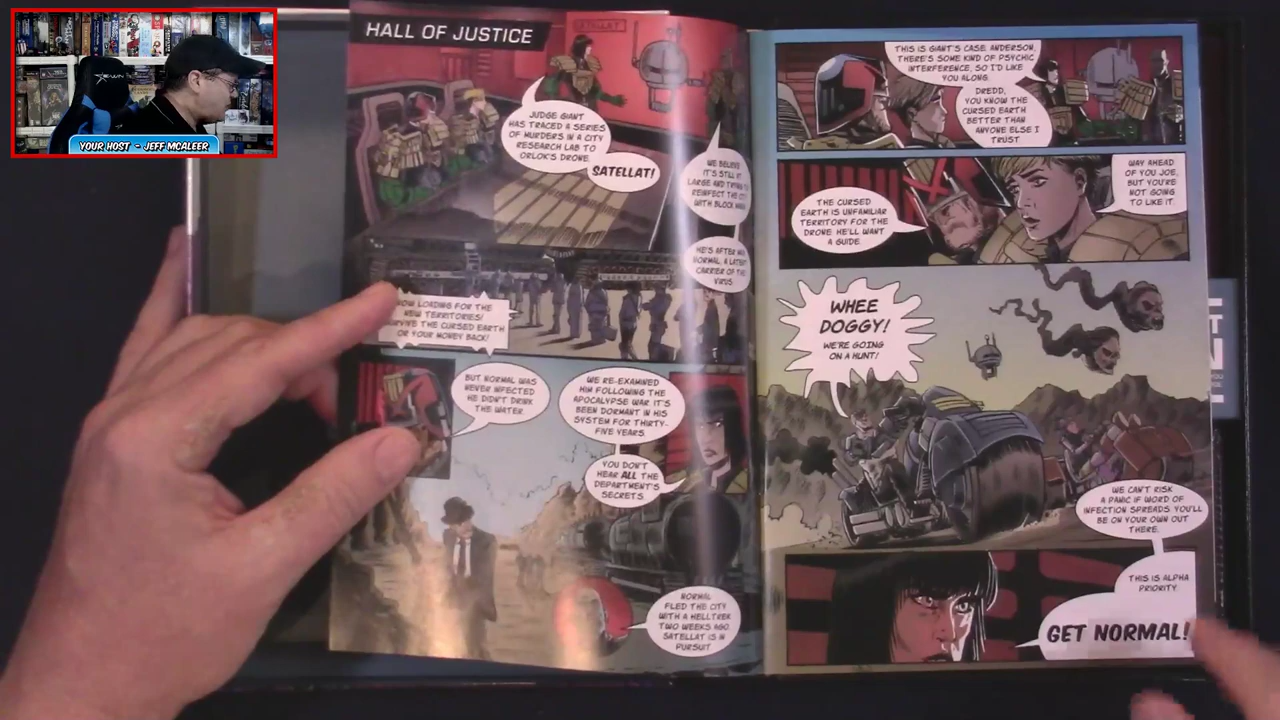 HALL OF JUSTICE
SATELLAT
JUDGE GIANT
HAS TRACED A SERIES
OF MURDERS IN A CITY
RESEARCH LAB TO
ORLOK'S DRONE.
SATELLAT!
WE BELIEVE
IT'S STILL AT
LARGE AND TRYING TO
REINFECT THE CITY
WITH BLOCK MANIA
HE'S AFTER MR
NORMAL, A LATENT
CARRIER OF THE
VIRUS
NOW LOADING FOR THE
NEW TERRITORIES!
SURVIVE THE CURSED EARTH
OR YOUR MONEY BACK!
BUT NORMAL WAS
NEVER INFECTED
HE DIDN'T DRINK
THE WATER.
WE RE-EXAMINED
HIM FOLLOWING THE
APOCALYPSE WAR. IT'S
BEEN DORMANT IN HIS
SYSTEM FOR THIRTY-
FIVE YEARS.
YOU DON'T
HEAR ALL THE
DEPARTMENT'S
SECRETS.
NORMAL
FLED THE CITY
WITH A HELLTREK
TWO WEEKS AGO.
SATELLAT IS IN
PURSUIT
THIS IS GIANT'S CASE, ANDERSON.
THERE'S SOME KIND OF PSYCHIC
INTERFERENCE, SO I'D LIKE
YOU ALONG.
DREDD,
YOU KNOW THE
CURSED EARTH
BETTER THAN
ANYONE ELSE I
TRUST
THE CURSED
EARTH IS UNFAMILIAR
TERRITORY FOR THE
DRONE. HE'LL WANT
A GUIDE.
WAY AHEAD
OF YOU JOE,
BUT YOU'RE
NOT GOING
TO LIKE IT.
WHEE
DOGGY!
WE'RE GOING
ON A HUNT!
WE CAN'T RISK
A PANIC IF WORD OF
INFECTION SPREADS. YOU'LL
BE ON YOUR OWN OUT
THERE.
THIS IS ALPHA
PRIORITY.
GET NORMAL!
YOUR HOST - JEFF MCALEER